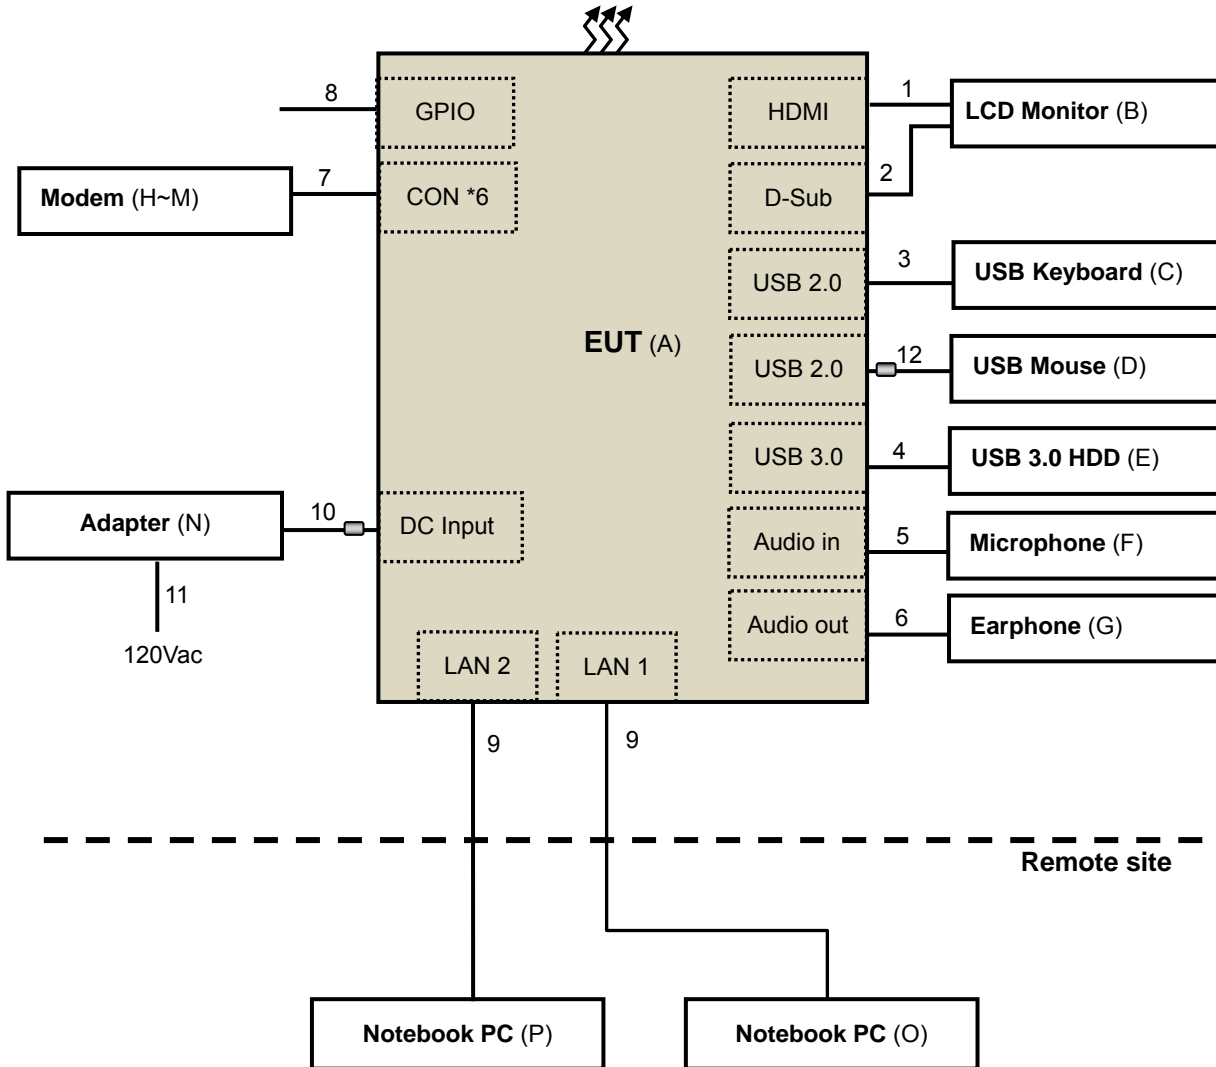 8
GPIO
HDMI
1
LCD Monitor (B)
Modem (H~M)
7
CON *6
D-Sub
2
USB 2.0
3
USB Keyboard (C)
EUT (A)
USB 2.0
12
USB Mouse (D)
USB 3.0
4
USB 3.0 HDD (E)
Adapter (N)
10
DC Input
Audio in
5
Microphone (F)
11
120Vac
Audio out
6
Earphone (G)
LAN 2
LAN 1
9
9
Remote site
Notebook PC (P)
Notebook PC (O)